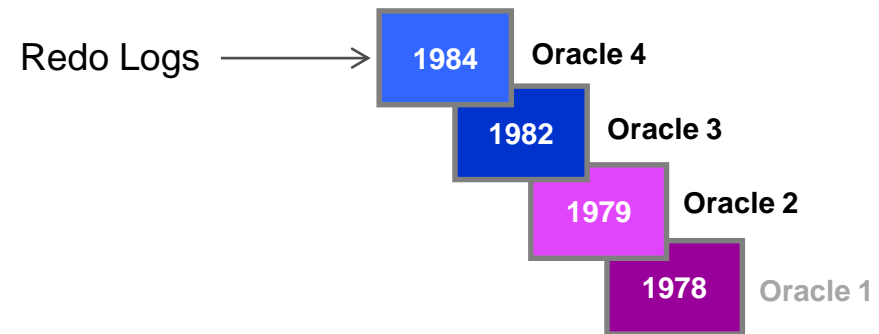 Redo Logs
1984 Oracle 4
1982 Oracle 3
1979 Oracle 2
1978 Oracle 1